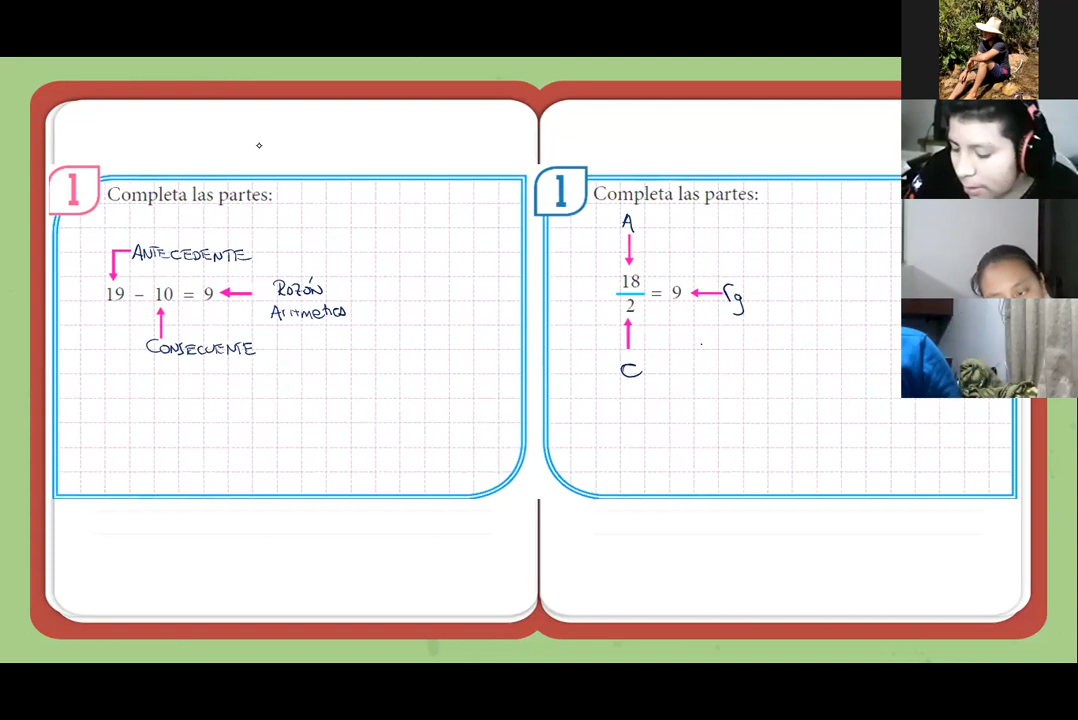 1 Completa las partes:
ANTECEDENTE
19 - 10 = 9
Razón
Aritmetica
CONSECUENTE
1 Completa las partes:
A
18
2
= 9
rg
C